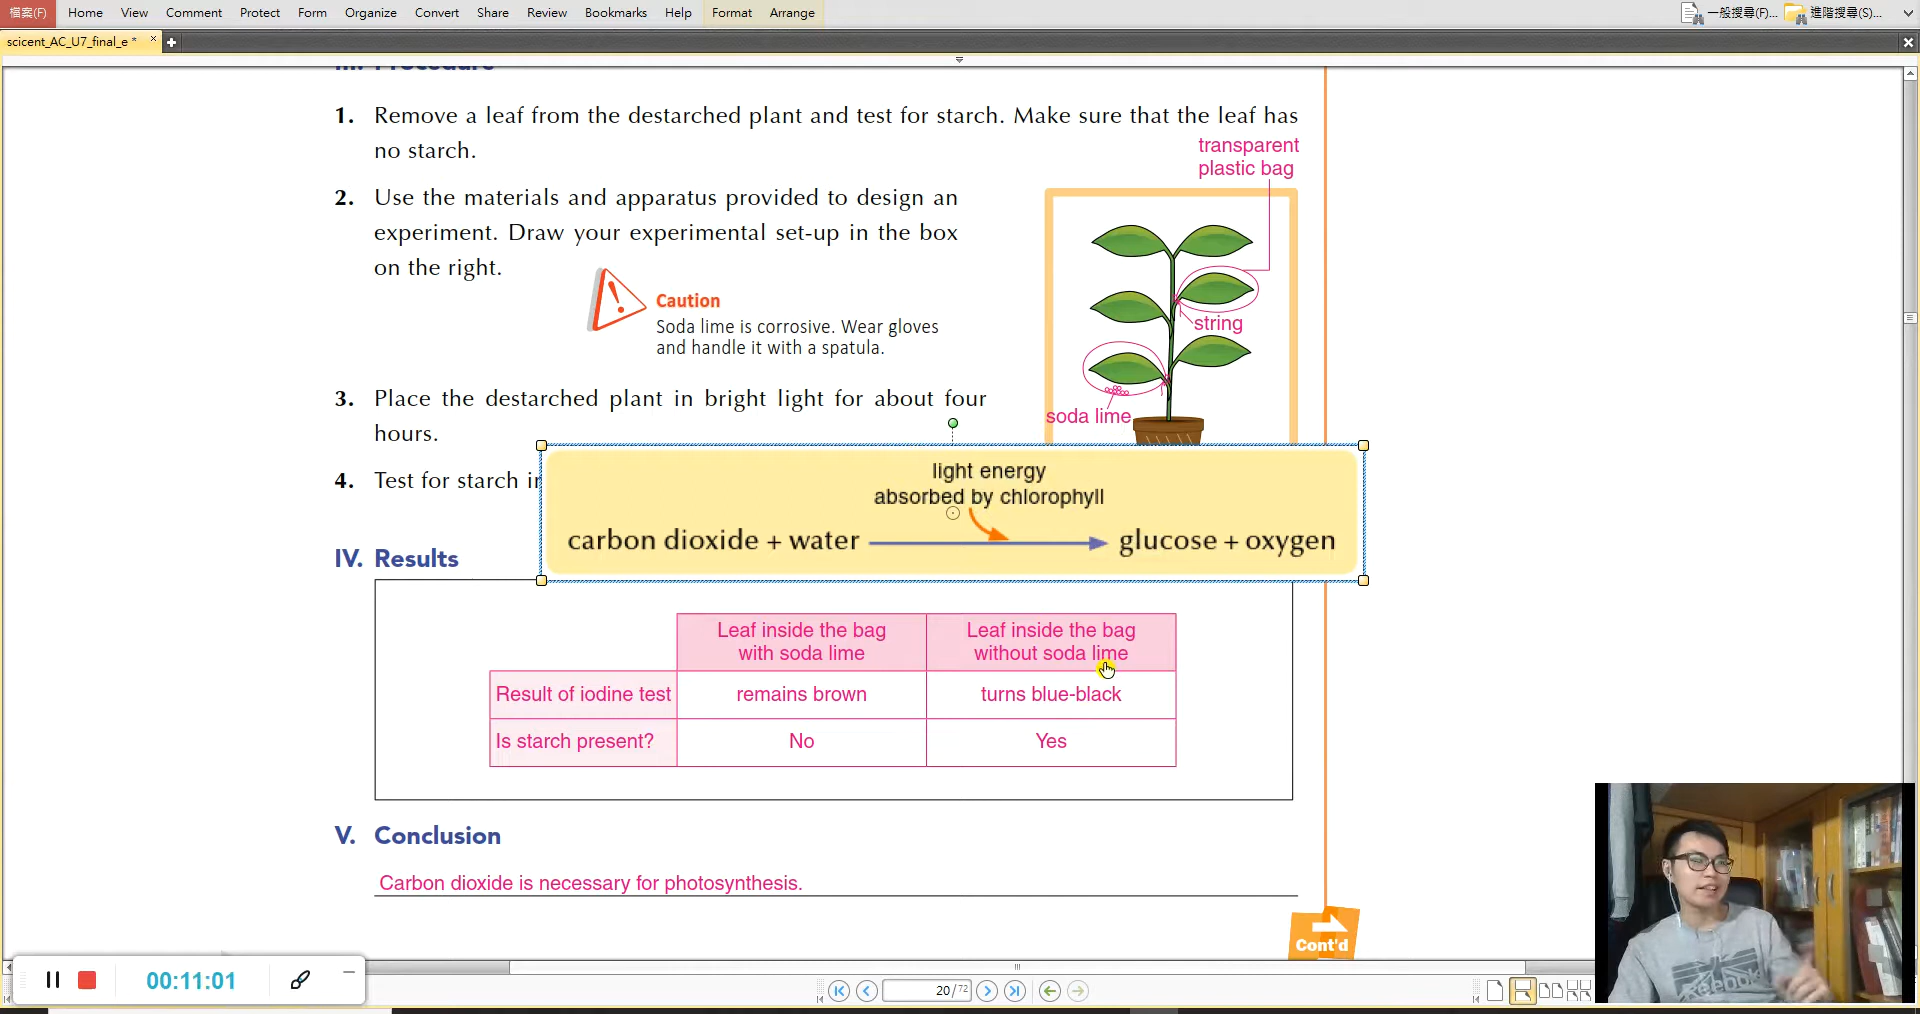 檔案(F) Home View Comment Protect Form Organize Convert Share Review Bookmarks Help Format Arrange 一般搜尋(F)... 進階搜尋(S)...
scicent_AC_U7_final_e * ×
1. Remove a leaf from the destarched plant and test for starch. Make sure that the leaf has
no starch.
transparent
plastic bag
2. Use the materials and apparatus provided to design an
experiment. Draw your experimental set-up in the box
on the right.
Caution
Soda lime is corrosive. Wear gloves
and handle it with a spatula.
string
soda lime
3. Place the destarched plant in bright light for about four
hours.
4. Test for starch in
light energy
absorbed by chlorophyll
carbon dioxide + water
glucose + oxygen
IV. Results
Leaf inside the bag
with soda lime
Leaf inside the bag
without soda lime
Result of iodine test remains brown turns blue-black
Is starch present? No Yes
V. Conclusion
Carbon dioxide is necessary for photosynthesis.
Cont'd
00:11:01
20/72
Reebok